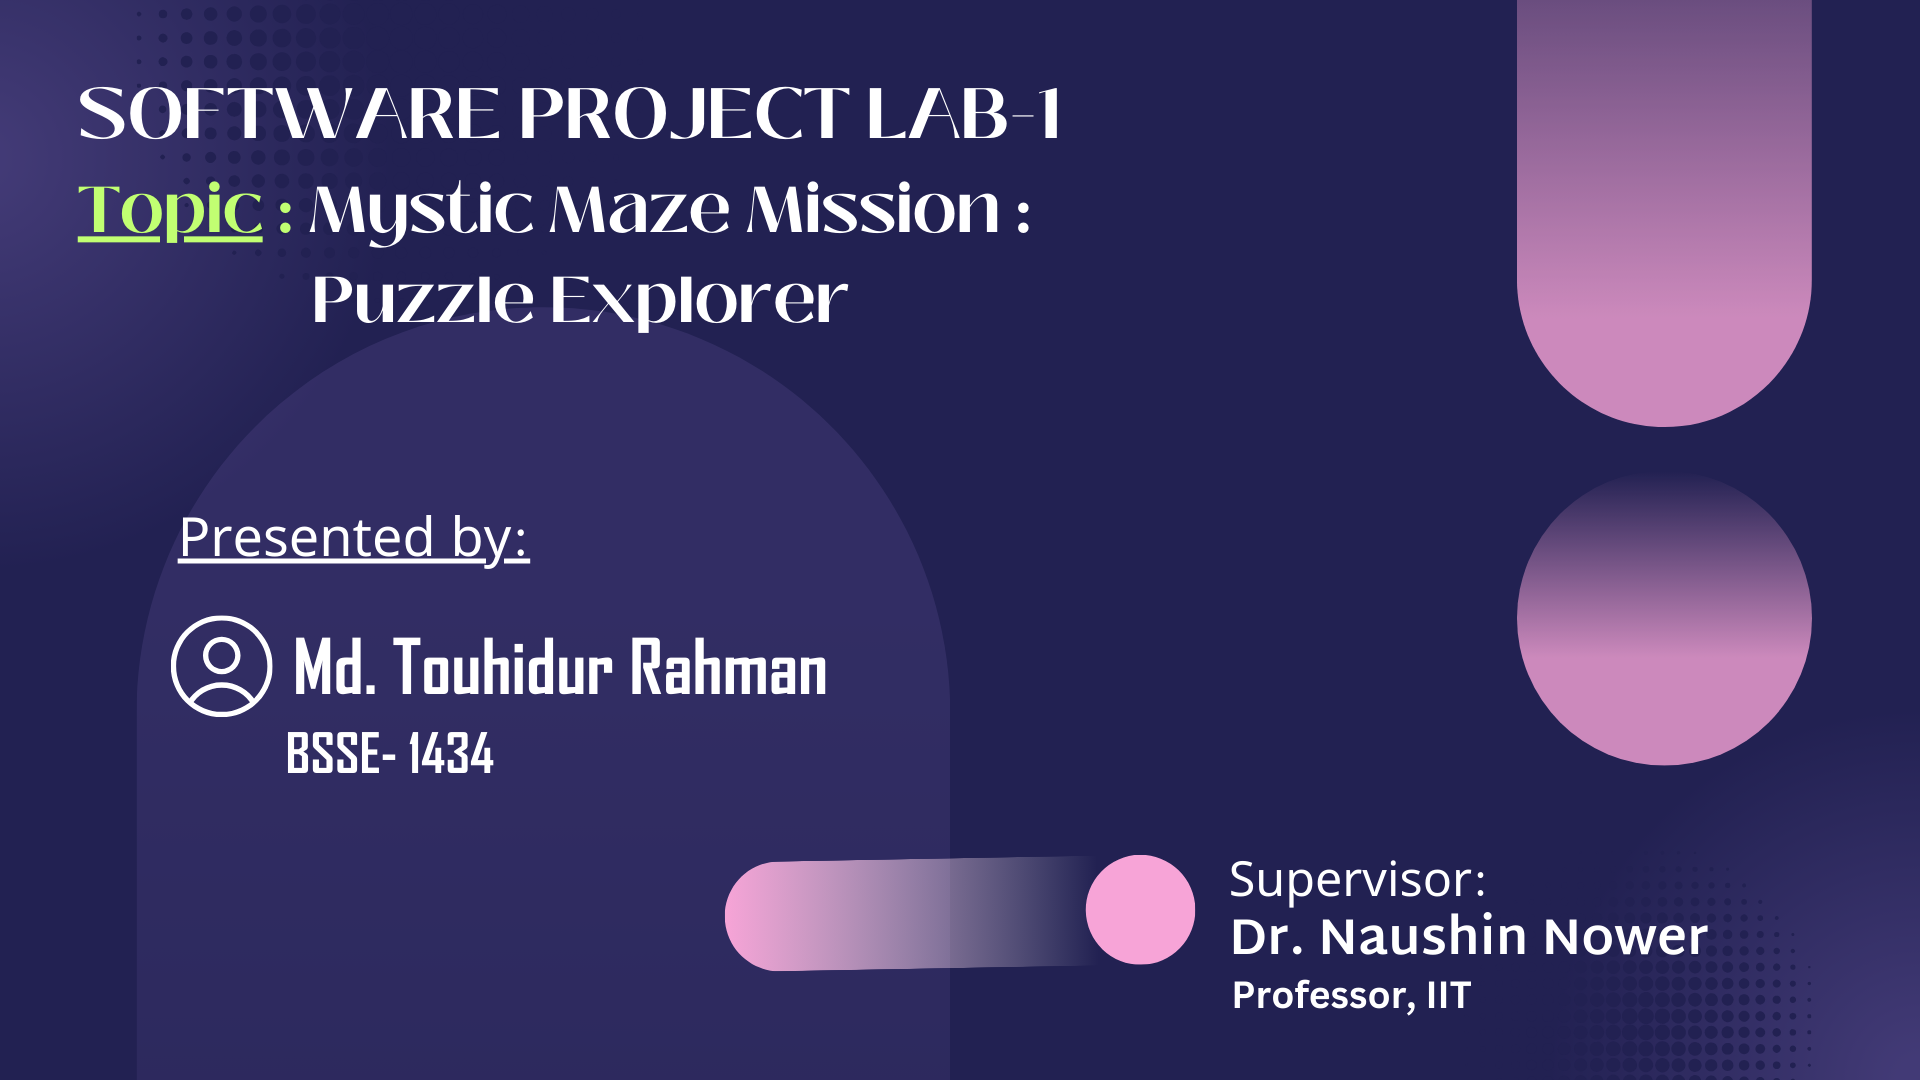 SOFTWARE PROJECT LAB-1
Topic : Mystic Maze Mission :
Puzzle Explorer
Presented by:
Md. Touhidur Rahman
BSSE- 1434
Supervisor:
Dr. Naushin Nower
Professor, IIT